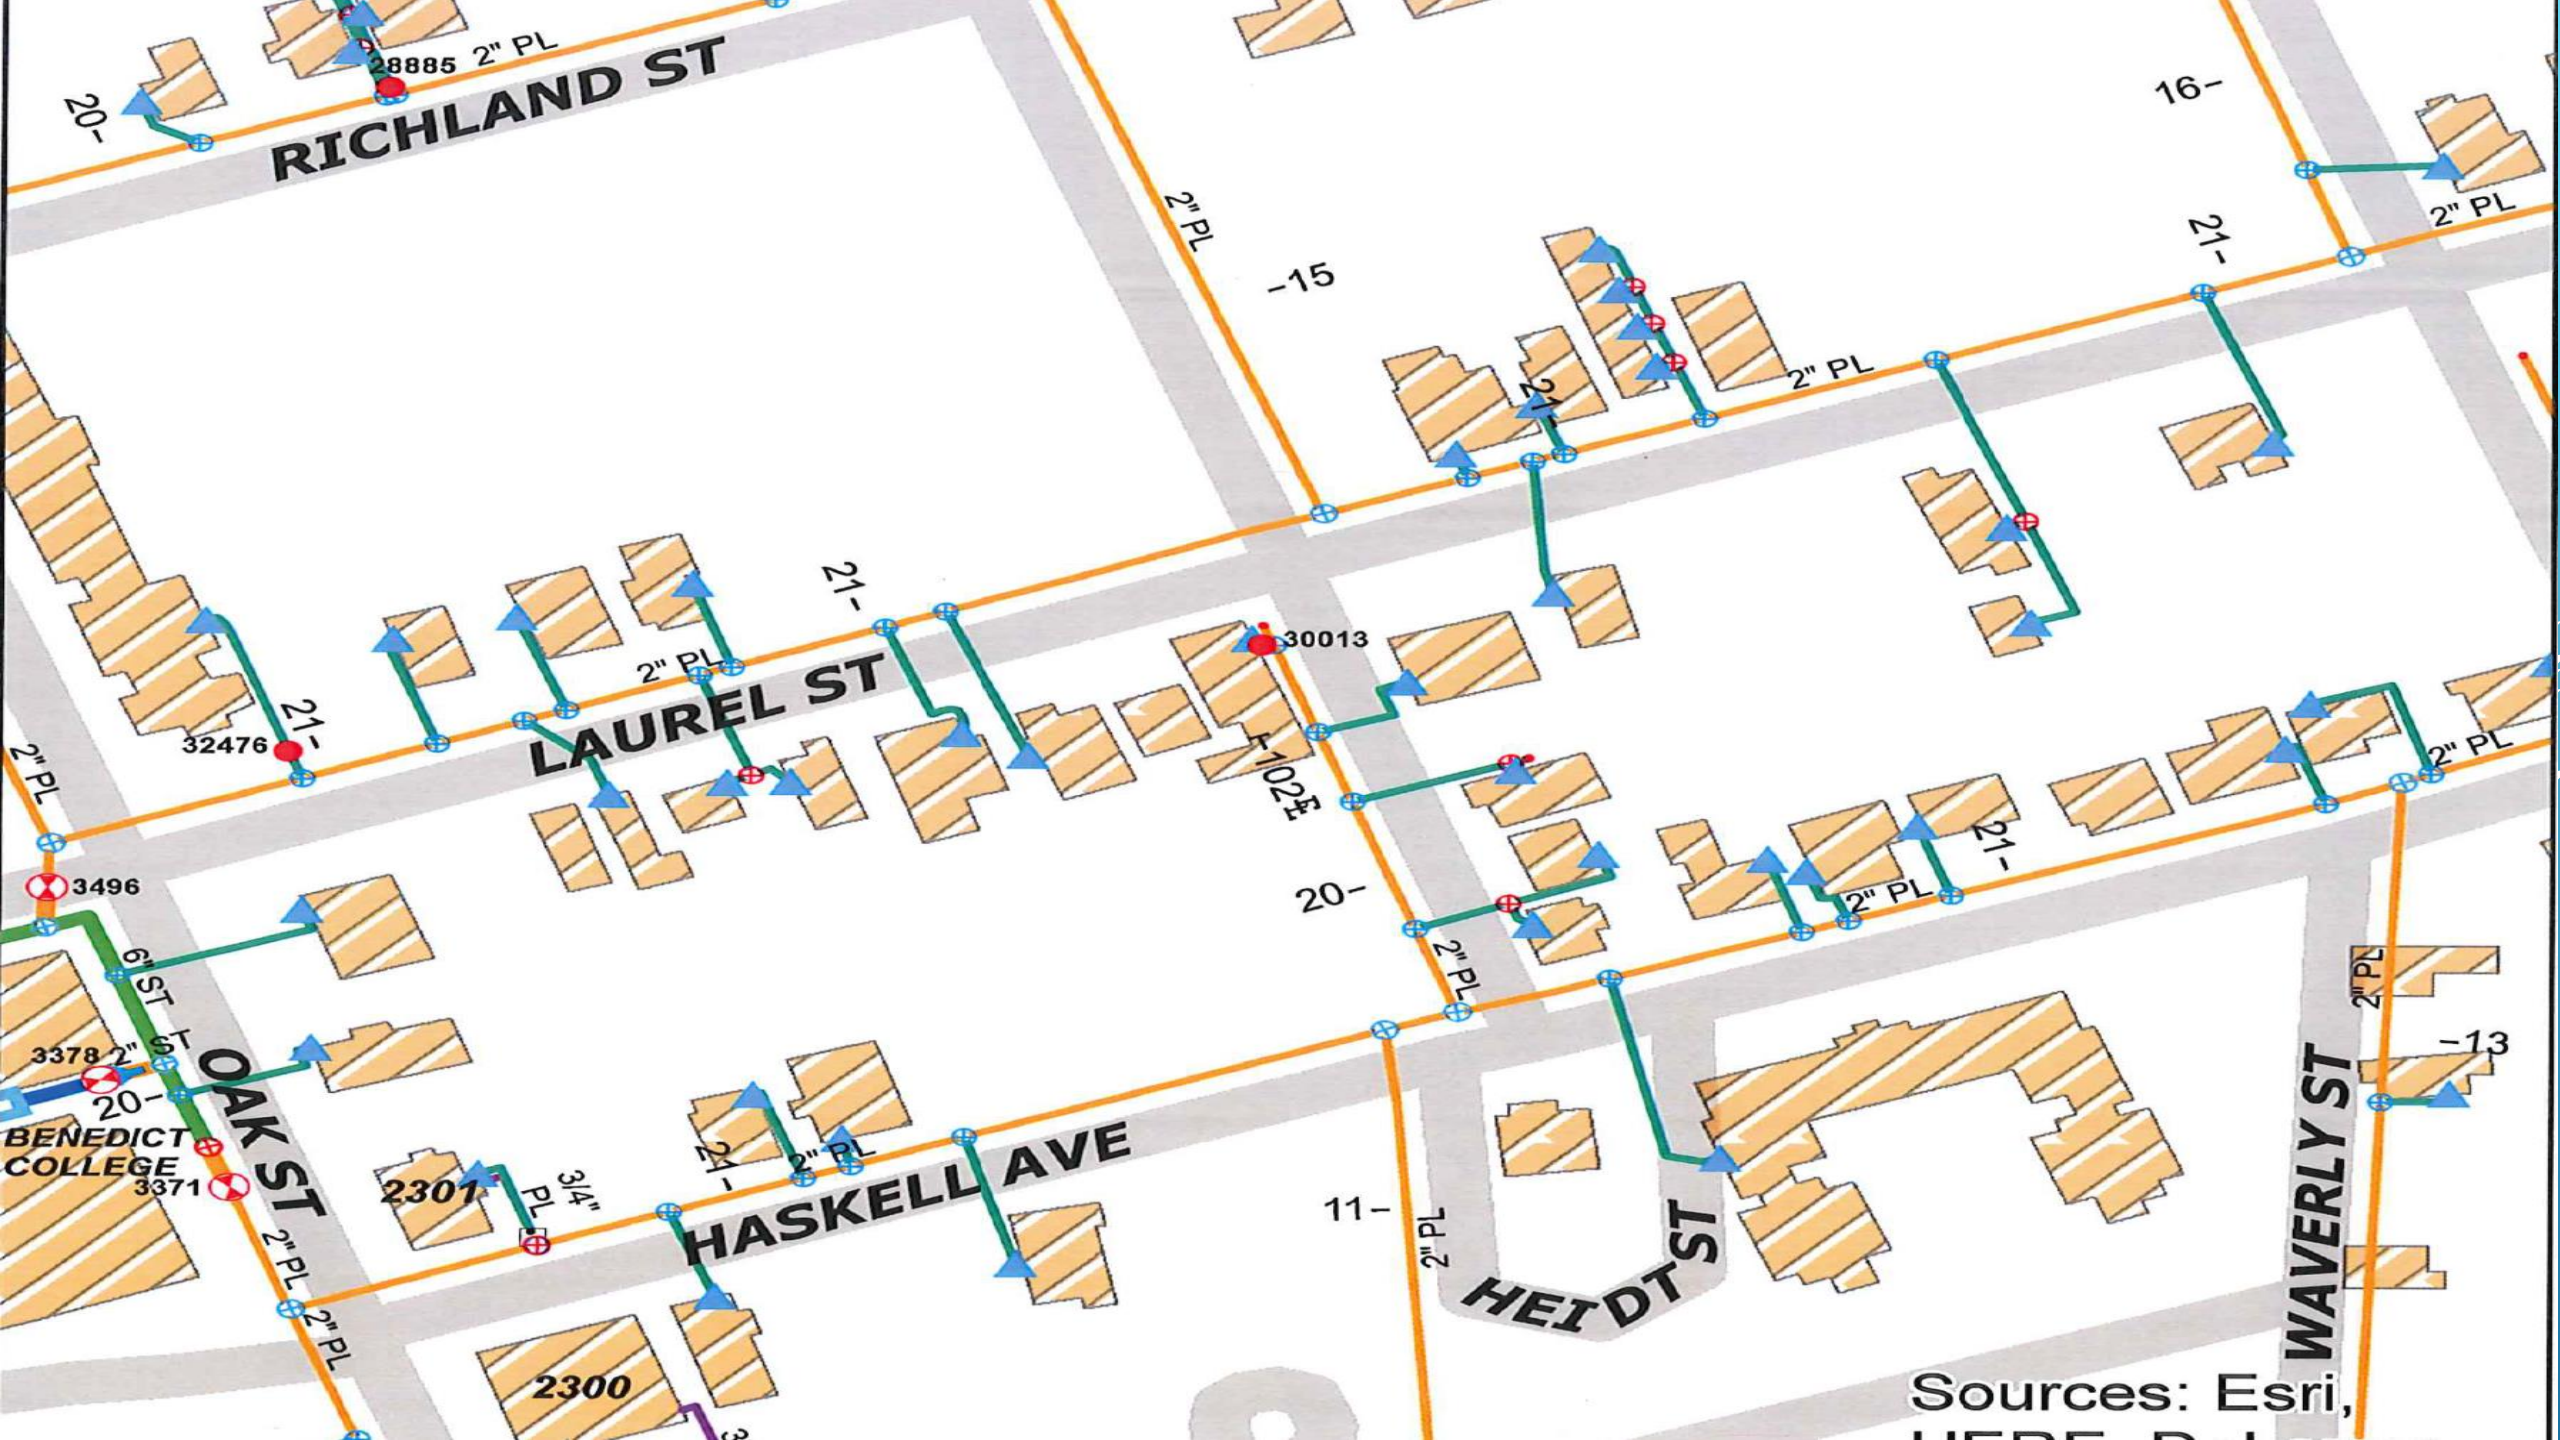 28885
2" PL
RICHLAND ST
20-
16-
2" PL
2" PL
21-
-15
21-
2" PL
21-
2" PL
LAUREL ST
30013
32476
21-
2" PL
2" PL
3496
20-
21-
2" PL
2" PL
2" PL
6" ST
-13
3378
2" ST
20-
OAK ST
BENEDICT
COLLEGE
3371
2301
3/4"
PL
21-
2" PL
HASKELL AVE
11-
2" PL
HEIDT ST
WAVERLY ST
2" PL
2" PL
2300
Sources: Esri,